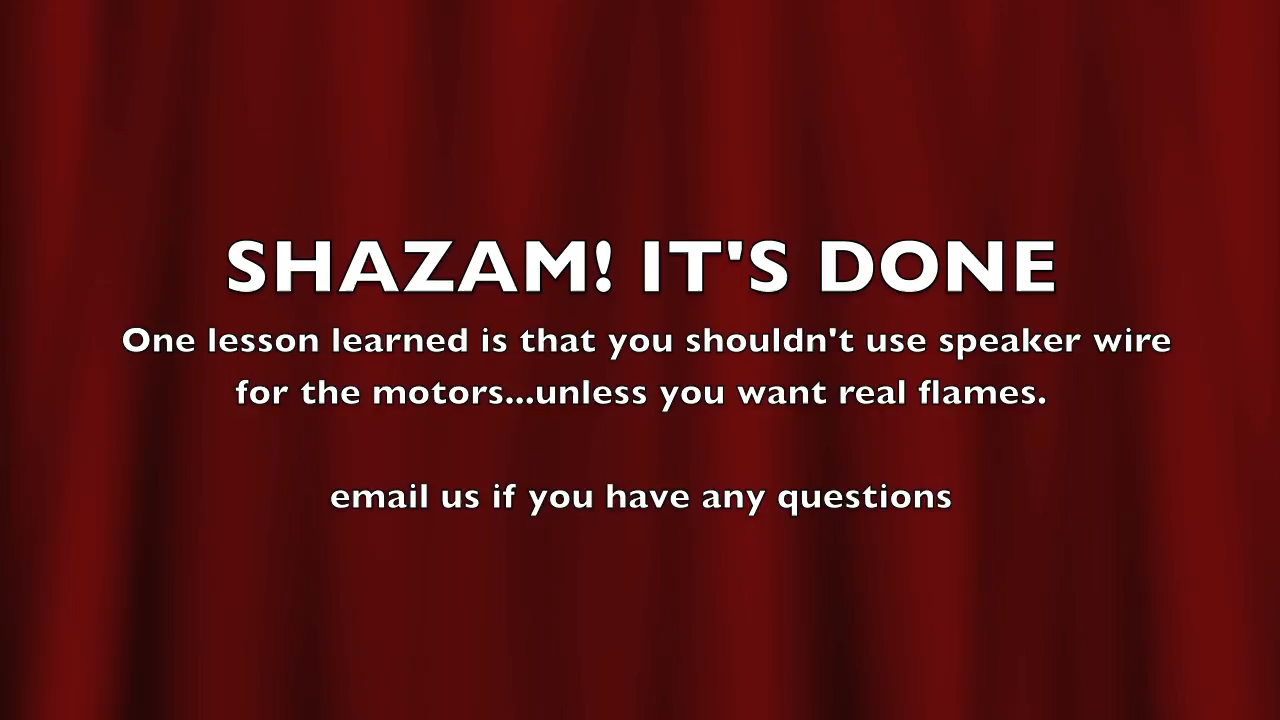 SHAZAM! IT'S DONE
One lesson learned is that you shouldn't use speaker wire
for the motors...unless you want real flames.
email us if you have any questions